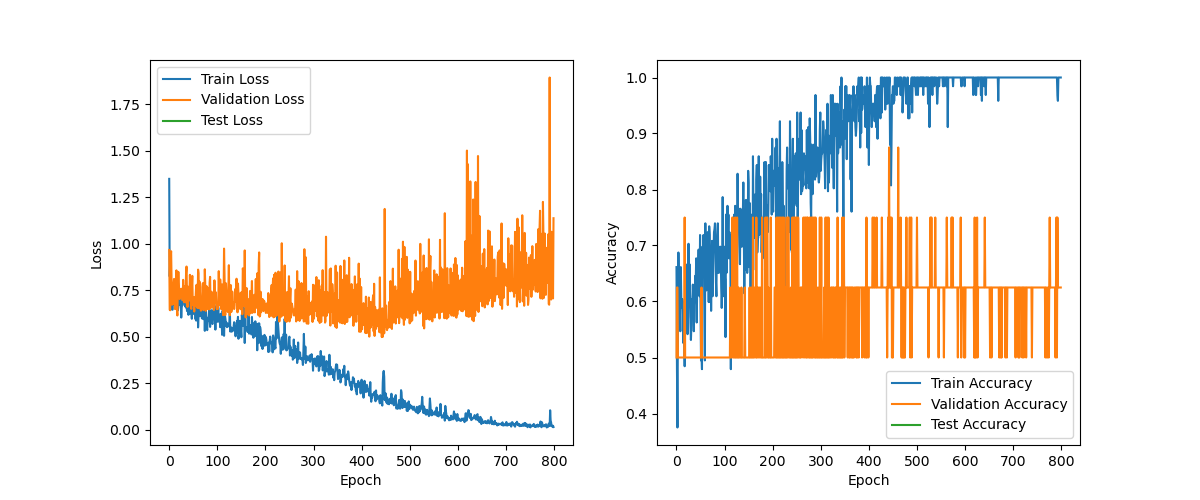 Train Loss
Validation Loss
Test Loss
Loss
1.75
1.50
1.25
1.00
0.75
0.50
0.25
0.00
0 100 200 300 400 500 600 700 800
Epoch
Accuracy
1.0
0.9
0.8
0.7
0.6
0.5
0.4
Train Accuracy
Validation Accuracy
Test Accuracy
0 100 200 300 400 500 600 700 800
Epoch